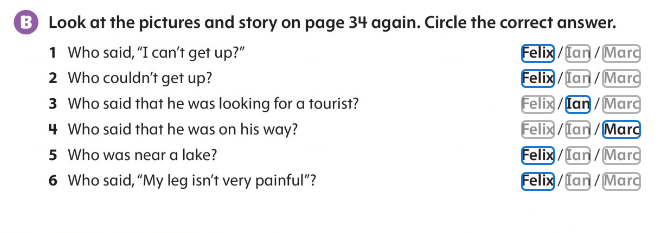 B Look at the pictures and story on page 34 again. Circle the correct answer.
1 Who said, “I can’t get up?” Felix / Ian / Marc
2 Who couldn’t get up? Felix / Ian / Marc
3 Who said that he was looking for a tourist? Felix / Ian / Marc
4 Who said that he was on his way? Felix / Ian / Marc
5 Who was near a lake? Felix / Ian / Marc
6 Who said, “My leg isn’t very painful”? Felix / Ian / Marc